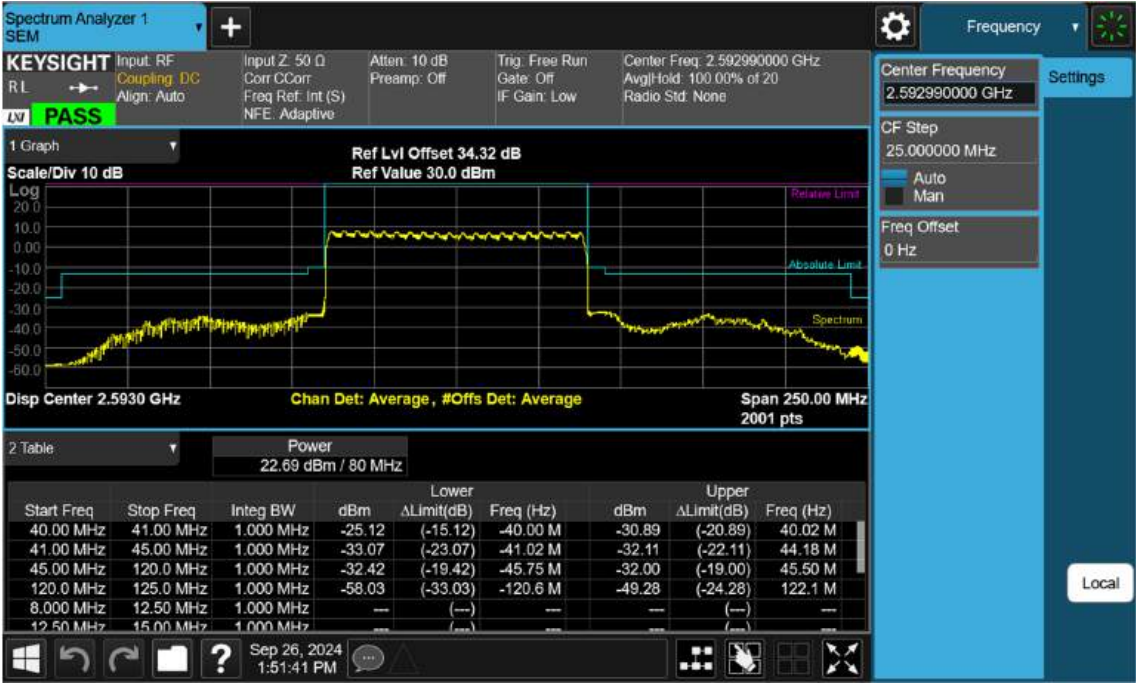 Spectrum Analyzer 1
SEM
+
Frequency
KEYSIGHT
R L
LXI
PASS
Input: RF
Coupling: DC
Align: Auto
Input Z: 50 Ω
Corr CCorr
Freq Ref: Int (S)
NFE: Adaptive
Atten: 10 dB
Preamp: Off
Trig: Free Run
Gate: Off
IF Gain: Low
Center Freq: 2.592990000 GHz
Avg|Hold: 100.00% of 20
Radio Std: None
Center Frequency
2.592990000 GHz
Settings
CF Step
25.000000 MHz
Auto
Man
Freq Offset
0 Hz
1 Graph
Scale/Div 10 dB
Ref Lvl Offset 34.32 dB
Ref Value 30.0 dBm
Log
20.0
10.0
0.00
-10.0
-20.0
-30.0
-40.0
-50.0
-60.0
Relative Limit
Absolute Limit
Spectrum
Disp Center 2.5930 GHz
Chan Det: Average, #Offs Det: Average
Span 250.00 MHz
2001 pts
2 Table
Power
22.69 dBm / 80 MHz
Lower Upper
Start Freq Stop Freq Integ BW dBm ΔLimit(dB) Freq (Hz) dBm ΔLimit(dB) Freq (Hz)
40.00 MHz 41.00 MHz 1.000 MHz -25.12 (-15.12) -40.00 M -30.89 (-20.89) 40.02 M
41.00 MHz 45.00 MHz 1.000 MHz -33.07 (-23.07) -41.02 M -32.11 (-22.11) 44.18 M
45.00 MHz 120.0 MHz 1.000 MHz -32.42 (-19.42) -45.75 M -32.00 (-19.00) 45.50 M
120.0 MHz 125.0 MHz 1.000 MHz -58.03 (-33.03) -120.6 M -49.28 (-24.28) 122.1 M
8.000 MHz 12.50 MHz 1.000 MHz --- (---) --- --- (---) ---
12.50 MHz 15.00 MHz 1.000 MHz --- (---) --- --- (---) ---
Local
?
Sep 26, 2024
1:51:41 PM